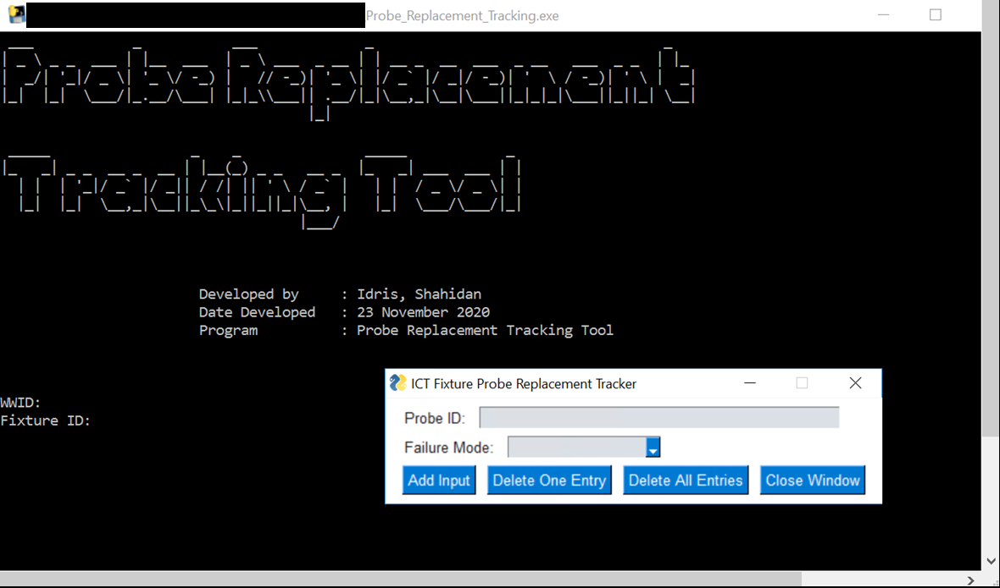 Probe_Replacement_Tracking.exe
Probe Replacement
Tracking Tool
Developed by : Idris, Shahidan
Date Developed : 23 November 2020
Program : Probe Replacement Tracking Tool
WWID:
Fixture ID:
ICT Fixture Probe Replacement Tracker
Probe ID:
Failure Mode:
Add Input Delete One Entry Delete All Entries Close Window